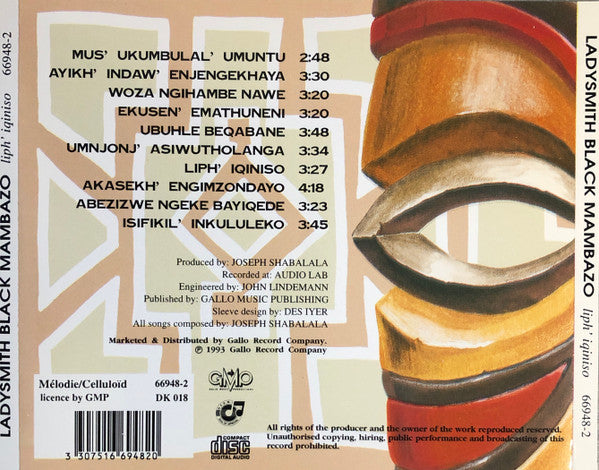 LADYSMITH BLACK MAMBAZO liph' iqiniso 66948-2
MUS' UKUMBULAL' UMUNTU 2:48
AYIKH' INDAW' ENJENGEKHAYA 3:30
WOZA NGIHAMBE NAWE 3:20
EKUSEN' EMATHUNENI 3:20
UBUHLE BEQABANE 3:48
UMNJONJ' ASIWUTHOLANGA 3:34
LIPH' IQINISO 3:27
AKASEKH' ENGIMZONDAYO 4:18
ABEZIZWE NGEKE BAYIQEDE 3:23
ISIFIKIL' INKULULEKO 3:45
Produced by: JOSEPH SHABALALA
Recorded at: AUDIO LAB
Engineered by: JOHN LINDEMANN
Published by: GALLO MUSIC PUBLISHING
Sleeve design by: DES IYER
All songs composed by: JOSEPH SHABALALA
Marketed & Distributed by Gallo Record Company.
℗ 1993 Gallo Record Company
Mélodie/Celluloïd 66948-2
licence by GMP DK 018
GMP
3 307516 694820
COMPACT
disc
DIGITAL AUDIO
All rights of the producer and the owner of the work reproduced reserved.
Unauthorised copying, hiring, public performance and broadcasting of this
record prohibited.
LADYSMITH BLACK MAMBAZO liph' iqiniso 66948-2